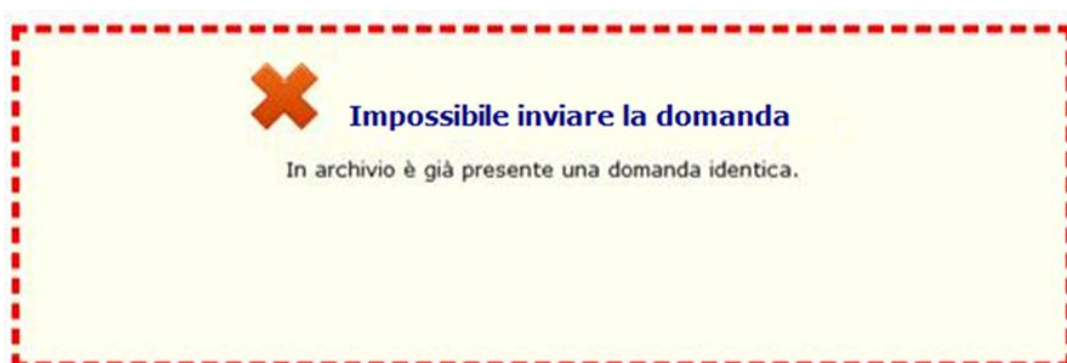 Impossibile inviare la domanda
In archivio è già presente una domanda identica.